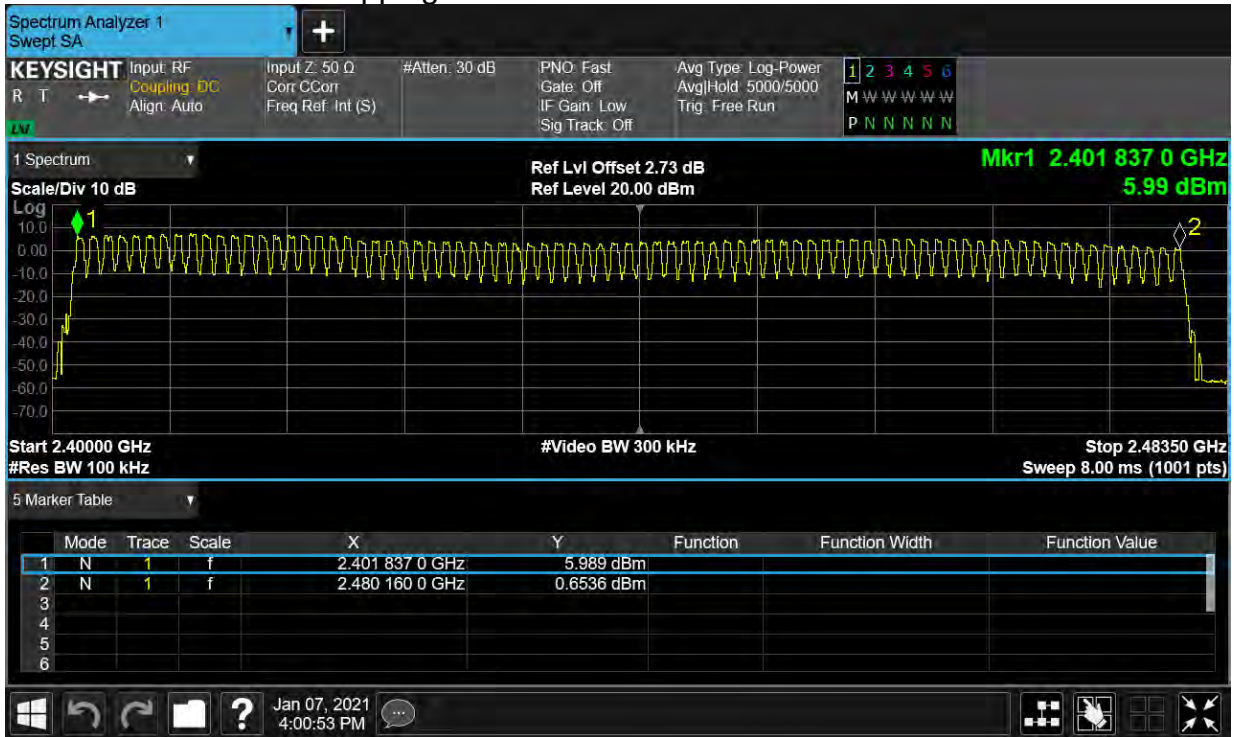 pping
Spectrum Analyzer 1
Swept SA
+
KEYSIGHT
R T
LXI
Input: RF
Coupling: DC
Align: Auto
Input Z: 50 Ω
Corr CCorr
Freq Ref: Int (S)
#Atten: 30 dB
PNO: Fast
Gate: Off
IF Gain: Low
Sig Track: Off
Avg Type: Log-Power
Avg|Hold: 5000/5000
Trig: Free Run
1 2 3 4 5 6
M W W W W W
P N N N N N
1 Spectrum
Scale/Div 10 dB
Ref Lvl Offset 2.73 dB
Ref Level 20.00 dBm
Mkr1 2.401 837 0 GHz
5.99 dBm
Log
1
2
10.0
0.00
-10.0
-20.0
-30.0
-40.0
-50.0
-60.0
-70.0
Start 2.40000 GHz
#Res BW 100 kHz
#Video BW 300 kHz
Stop 2.48350 GHz
Sweep 8.00 ms (1001 pts)
5 Marker Table
Mode Trace Scale X Y Function Function Width Function Value
1 N 1 f 2.401 837 0 GHz 5.989 dBm
2 N 1 f 2.480 160 0 GHz 0.6536 dBm
3
4
5
6
?
Jan 07, 2021
4:00:53 PM